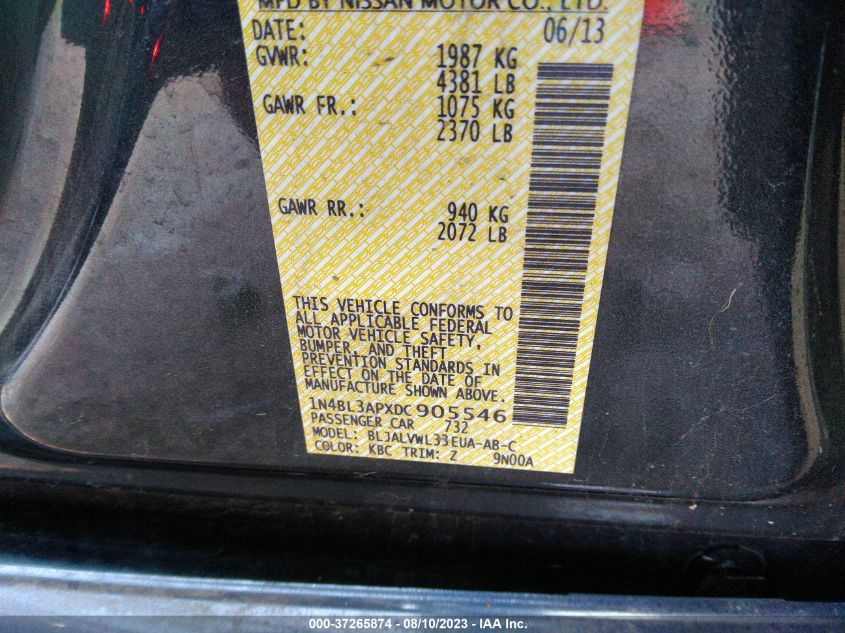 MFD BY NISSAN MOTOR CO., LTD.
DATE: 06/13
GVWR: 1987 KG
4381 LB
GAWR FR.: 1075 KG
2370 LB
GAWR RR.: 940 KG
2072 LB
THIS VEHICLE CONFORMS TO
ALL APPLICABLE FEDERAL
MOTOR VEHICLE SAFETY,
BUMPER, AND THEFT
PREVENTION STANDARDS IN
EFFECT ON THE DATE OF
MANUFACTURE SHOWN ABOVE.
1N4BL3APXDC905546
PASSENGER CAR 732
MODEL: BLJALVWL33EUA-AB-C
COLOR: KBC TRIM: Z 9N00A
000-37265874 / 08/10/2023 - IAA Inc.